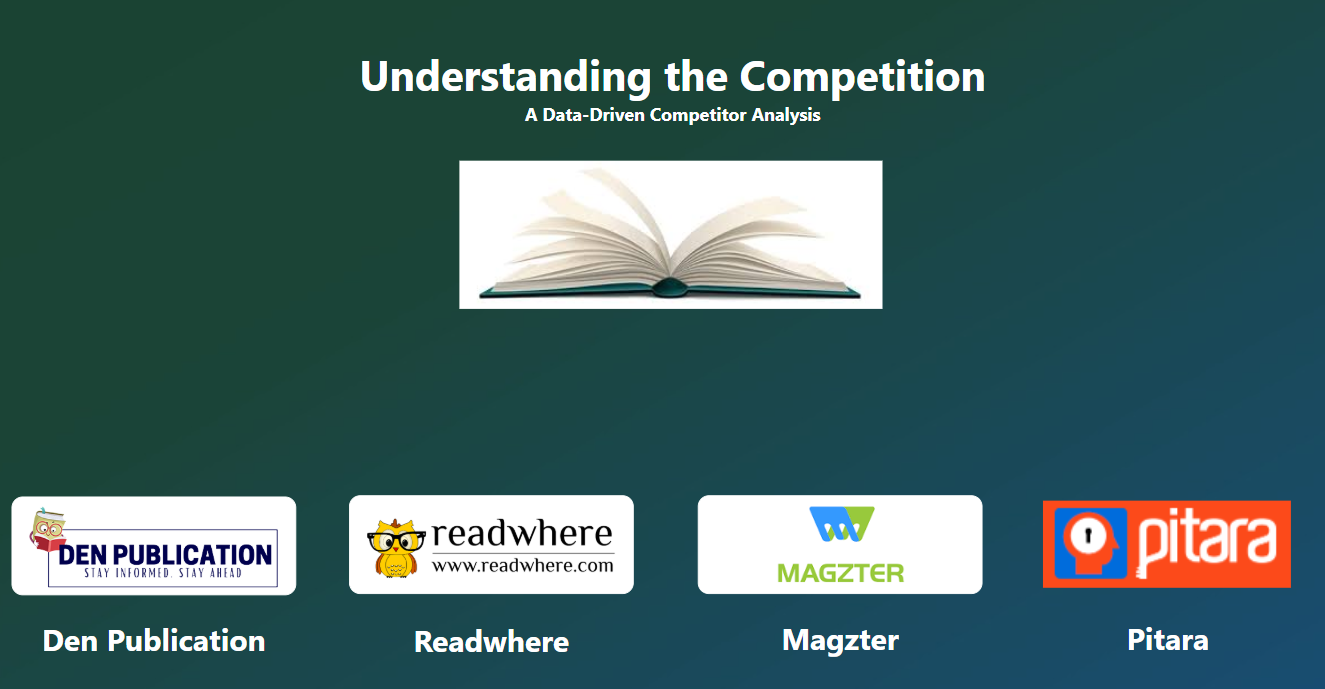 Understanding the Competition
A Data-Driven Competitor Analysis
DEN PUBLICATION
STAY INFORMED, STAY AHEAD
readwhere
www.readwhere.com
MAGZTER
pitara
Den Publication
Readwhere
Magzter
Pitara